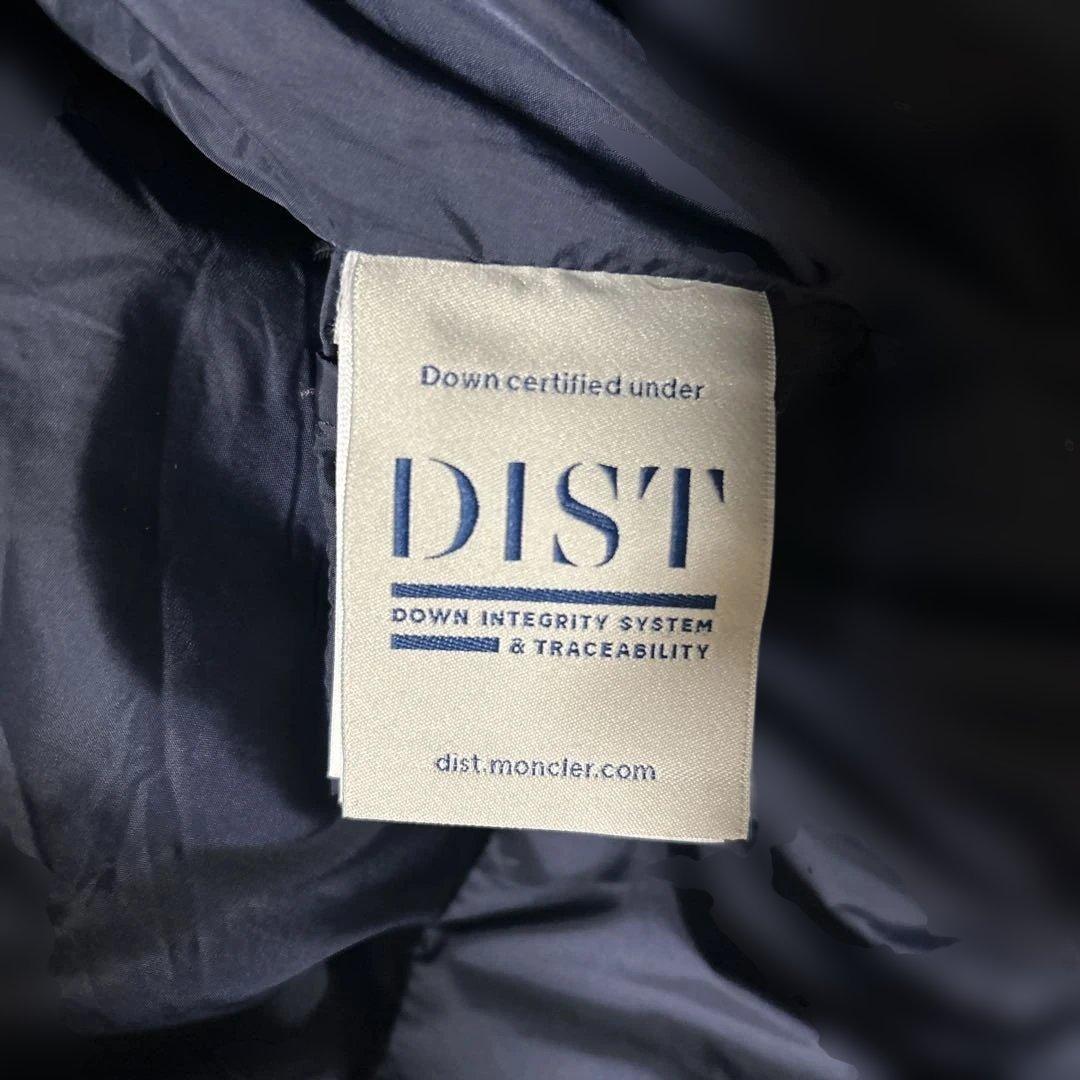 Down certified under
DIST
DOWN INTEGRITY SYSTEM
& TRACEABILITY
dist.moncler.com